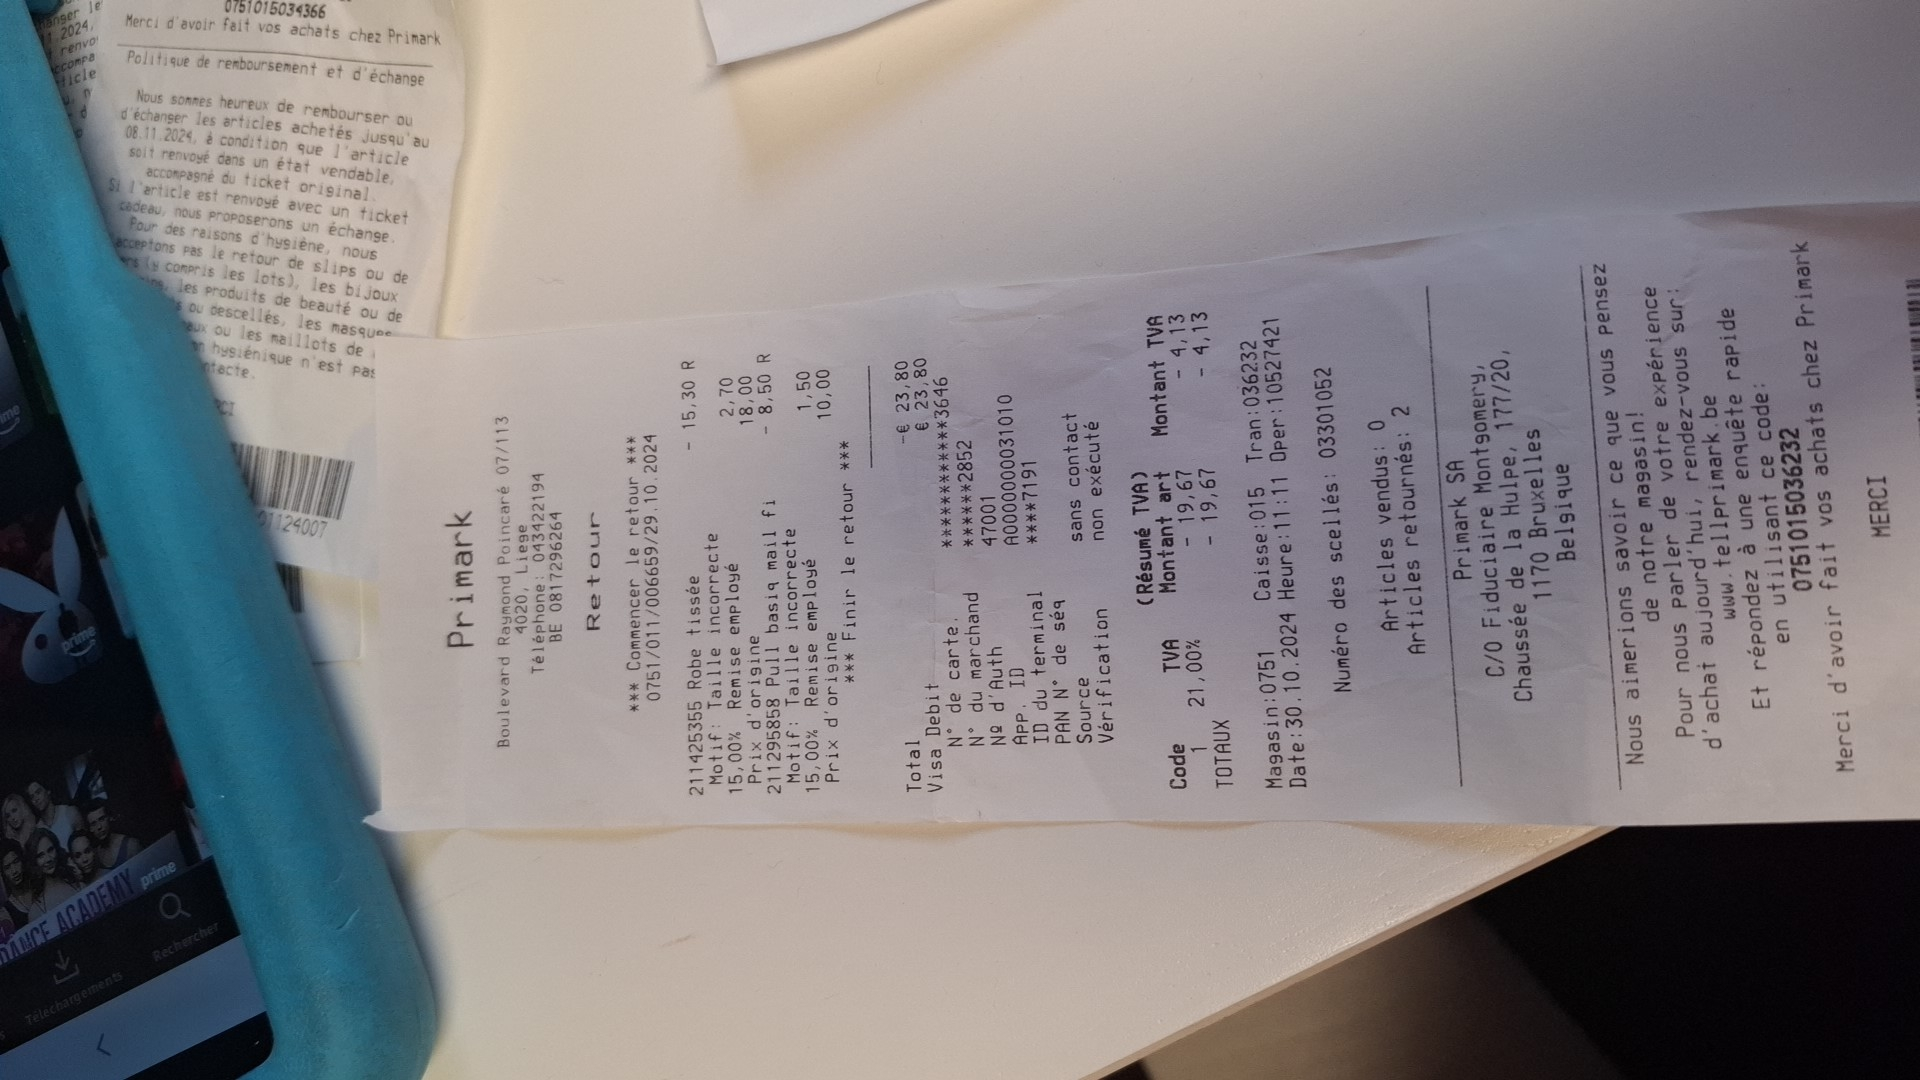 0751015034366
Merci d'avoir fait vos achats chez Primark
Politique de remboursement et d'échange
Nous sommes heureux de rembourser ou
d'échanger les articles achetés jusqu'au
08.11.2024, à condition que l'article
soit renvoyé dans un état vendable,
accompagné du ticket original.
Si l'article est renvoyé avec un ticket
cadeau, nous proposerons un échange.
Pour des raisons d'hygiène, nous
acceptons pas le retour de slips ou de
(y compris les lots), les bijoux
les produits de beauté ou de
ou descellés, les masques
ou les maillots de
hygiénique n'est pas
Primark
Boulevard Raymond Poincaré 07/113
4020, Liege
Téléphone: 043422194
BE 0817296264
Retour
*** Commencer le retour ***
0751/011/006659/29.10.2024
211425355 Robe tissée - 15,30 R
Motif: Taille incorrecte
15,00% Remise employé 2,70
Prix d'origine 18,00
211295858 Pull basiq mail fi - 8,50 R
Motif: Taille incorrecte
15,00% Remise employé 1,50
Prix d'origine 10,00
*** Finir le retour ***
Total -€ 23,80
Visa Debit € 23,80
N° de carte. ************3646
N° du marchand ******2852
Nº d'Auth 47001
App. ID A0000000031010
ID du terminal ****7191
PAN N° de séq
Source sans contact
Vérification non exécuté
(Résumé TVA)
Code TVA Montant art Montant TVA
1 21,00% - 19,67 - 4,13
TOTAUX - 19,67 - 4,13
Magasin:0751 Caisse:015 Tran:036232
Date:30.10.2024 Heure:11:11 Oper:10527421
Numéro des scellés: 03301052
Articles vendus: 0
Articles retournés: 2
Primark SA
C/O Fiduciaire Montgomery,
Chaussée de la Hulpe, 177/20,
1170 Bruxelles
Belgique
Nous aimerions savoir ce que vous pensez
de notre magasin!
Pour nous parler de votre expérience
d'achat aujourd'hui, rendez-vous sur:
www.tellprimark.be
Et répondez à une enquête rapide
en utilisant ce code:
0751015036232
Merci d'avoir fait vos achats chez Primark
MERCI
prime
DANCE ACADEMY
prime
Téléchargements
Rechercher